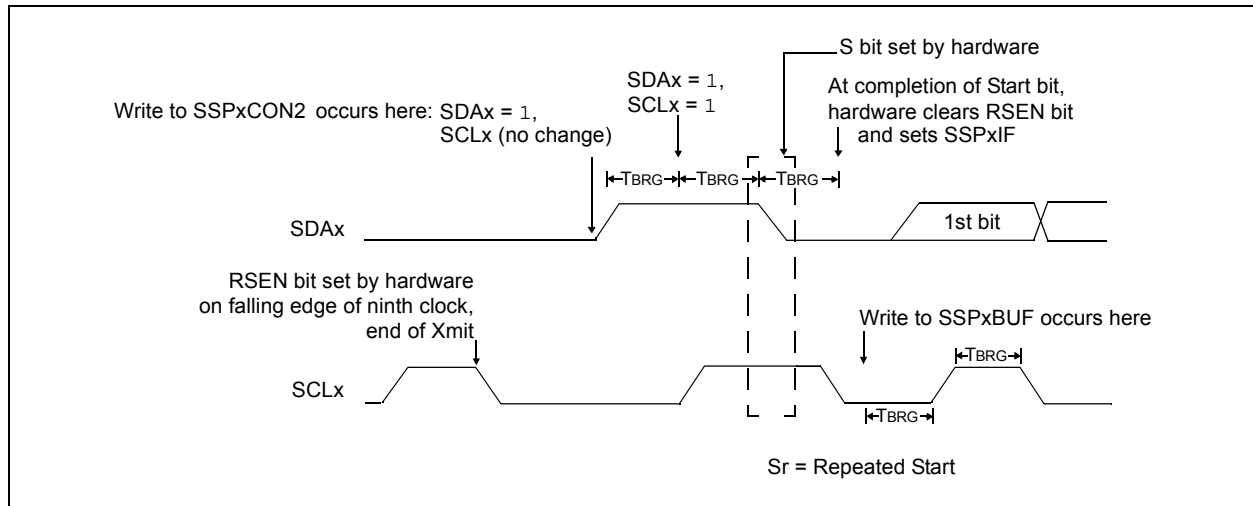 S bit set by hardware
SDAx = 1,
SCLx = 1
At completion of Start bit,
hardware clears RSEN bit
and sets SSPxIF
Write to SSPxCON2 occurs here: SDAx = 1,
SCLx (no change)
TBRG TBRG TBRG
SDAx
1st bit
RSEN bit set by hardware
on falling edge of ninth clock,
end of Xmit
Write to SSPxBUF occurs here
TBRG
SCLx
TBRG
Sr = Repeated Start